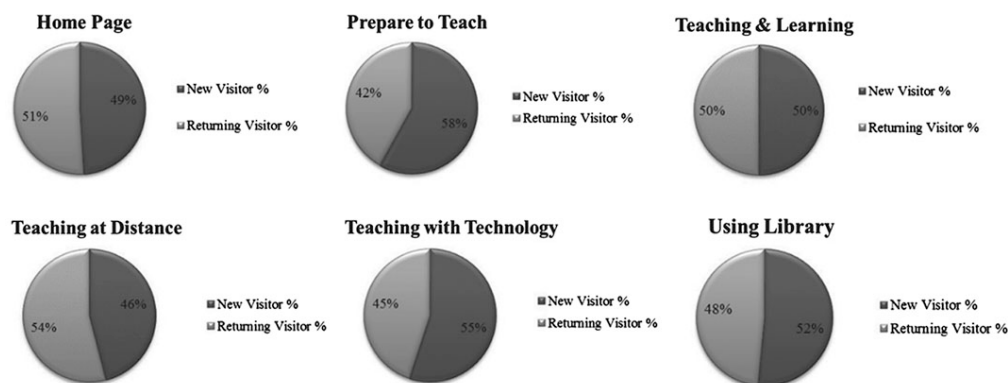 Home Page
51%
49%
New Visitor %
Returning Visitor %
Prepare to Teach
42%
58%
New Visitor %
Returning Visitor %
Teaching & Learning
50%
50%
New Visitor %
Returning Visitor %
Teaching at Distance
54%
46%
New Visitor %
Returning Visitor %
Teaching with Technology
45%
55%
New Visitor %
Returning Visitor %
Using Library
48%
52%
New Visitor %
Returning Visitor %